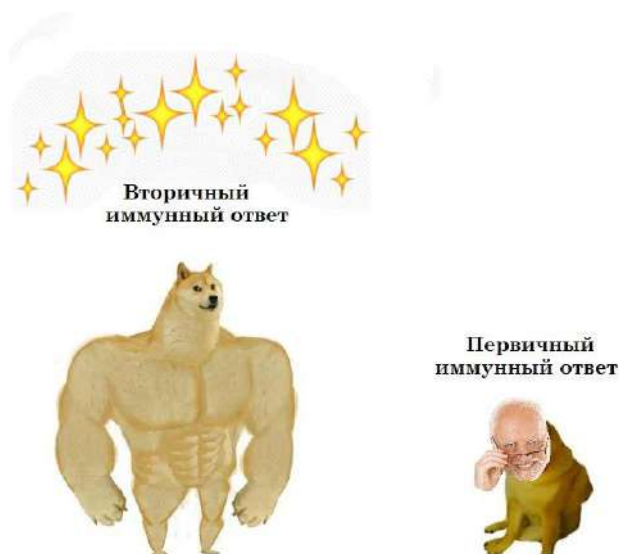 Вторичный
иммунный ответ
Первичный
иммунный ответ